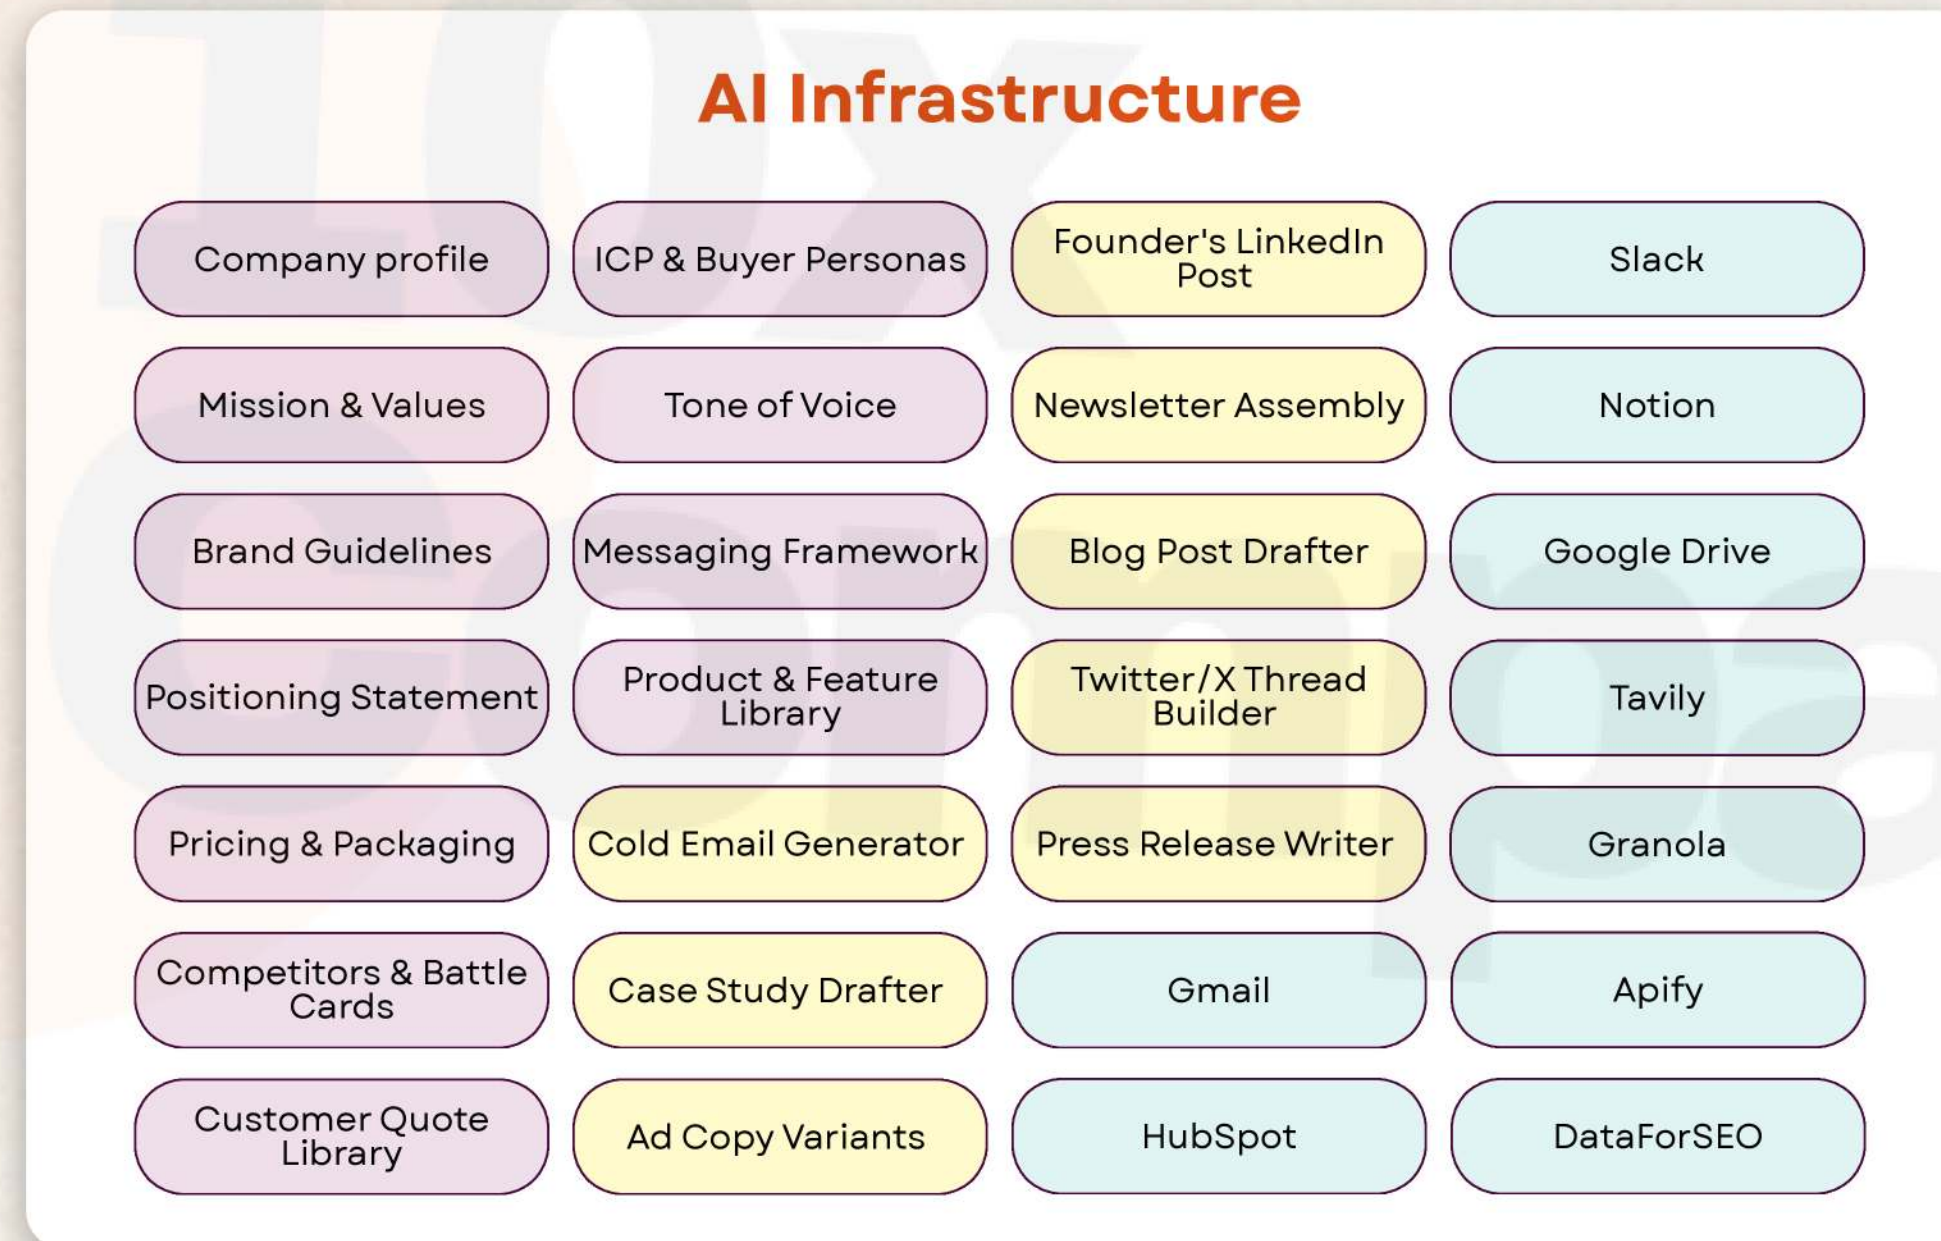 AI Infrastructure
Company profile
ICP & Buyer Personas
Founder's LinkedIn
Post
Slack
Mission & Values
Tone of Voice
Newsletter Assembly
Notion
Brand Guidelines
Messaging Framework
Blog Post Drafter
Google Drive
Positioning Statement
Product & Feature
Library
Twitter/X Thread
Builder
Tavily
Pricing & Packaging
Cold Email Generator
Press Release Writer
Granola
Competitors & Battle
Cards
Case Study Drafter
Gmail
Apify
Customer Quote
Library
Ad Copy Variants
HubSpot
DataForSEO
10x
Compa